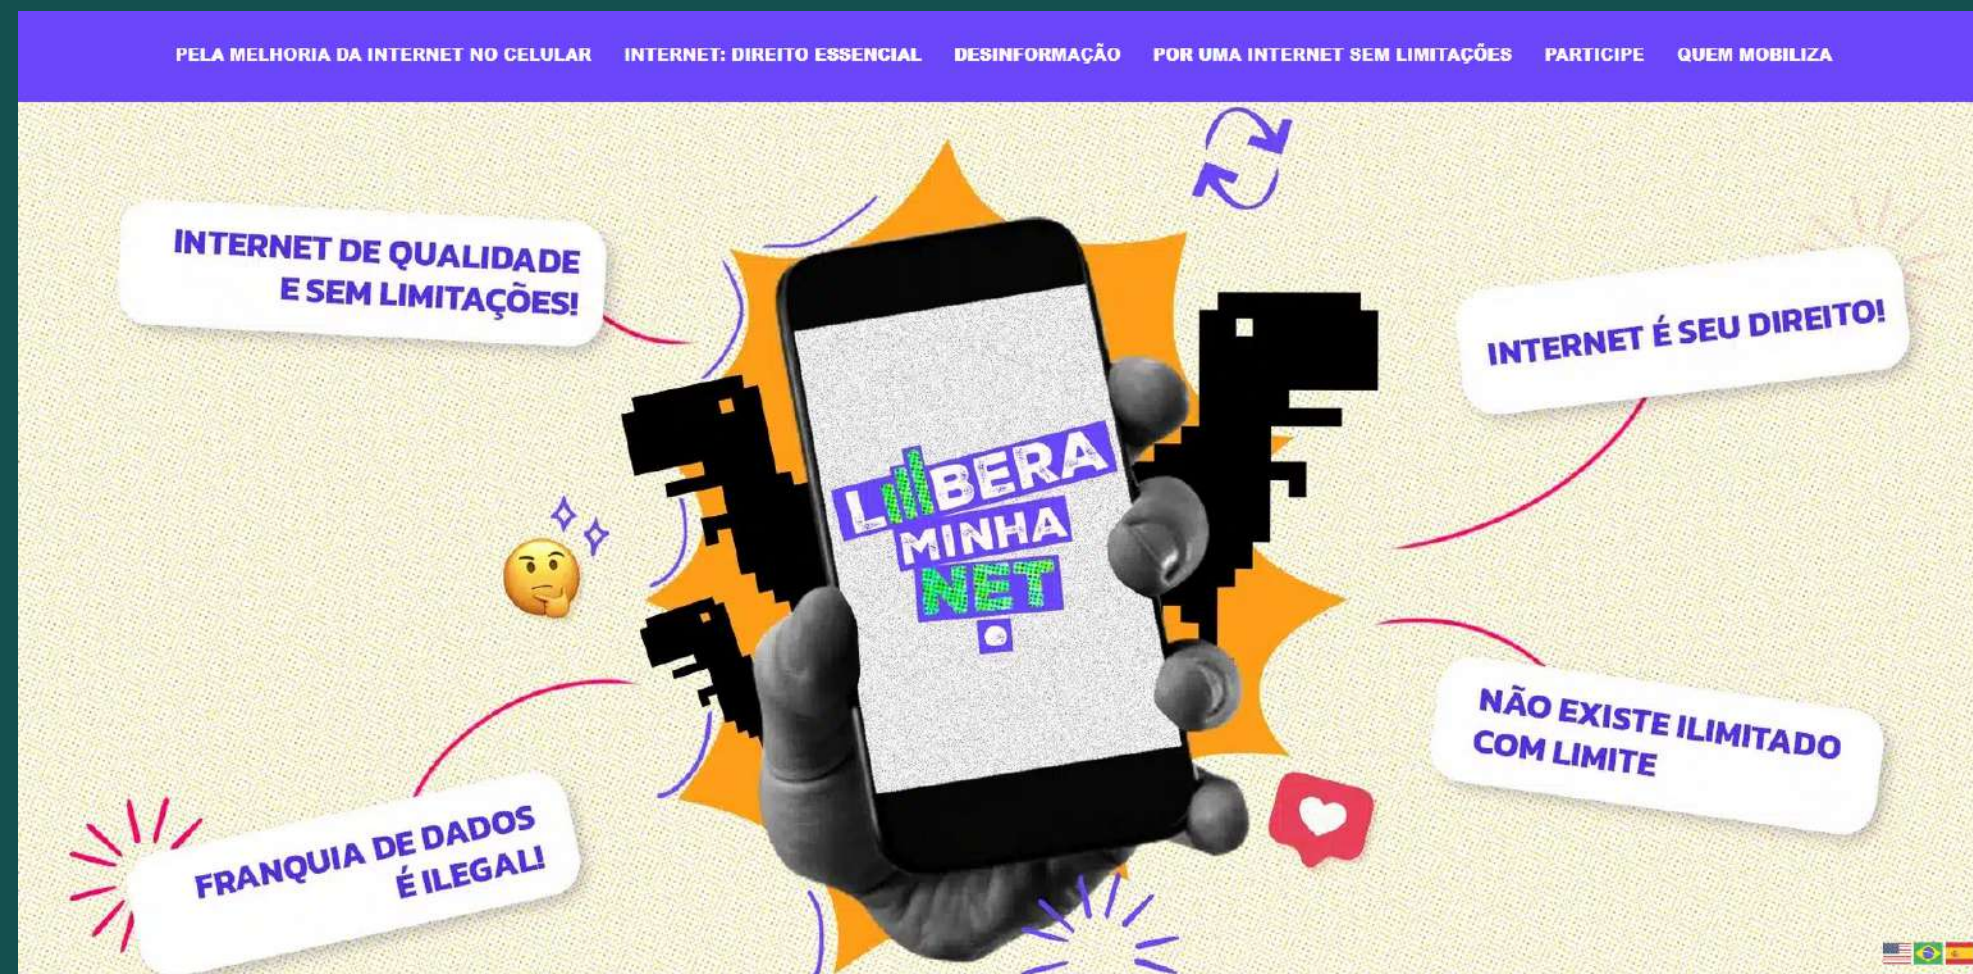 PELA MELHORIA DA INTERNET NO CELULAR
INTERNET: DIREITO ESSENCIAL
DESINFORMAÇÃO
POR UMA INTERNET SEM LIMITAÇÕES
PARTICIPE
QUEM MOBILIZA
INTERNET DE QUALIDADE
E SEM LIMITAÇÕES!
INTERNET É SEU DIREITO!
LIBERA
MINHA
NET
NÃO EXISTE ILIMITADO
COM LIMITE
FRANQUIA DE DADOS
É ILEGAL!